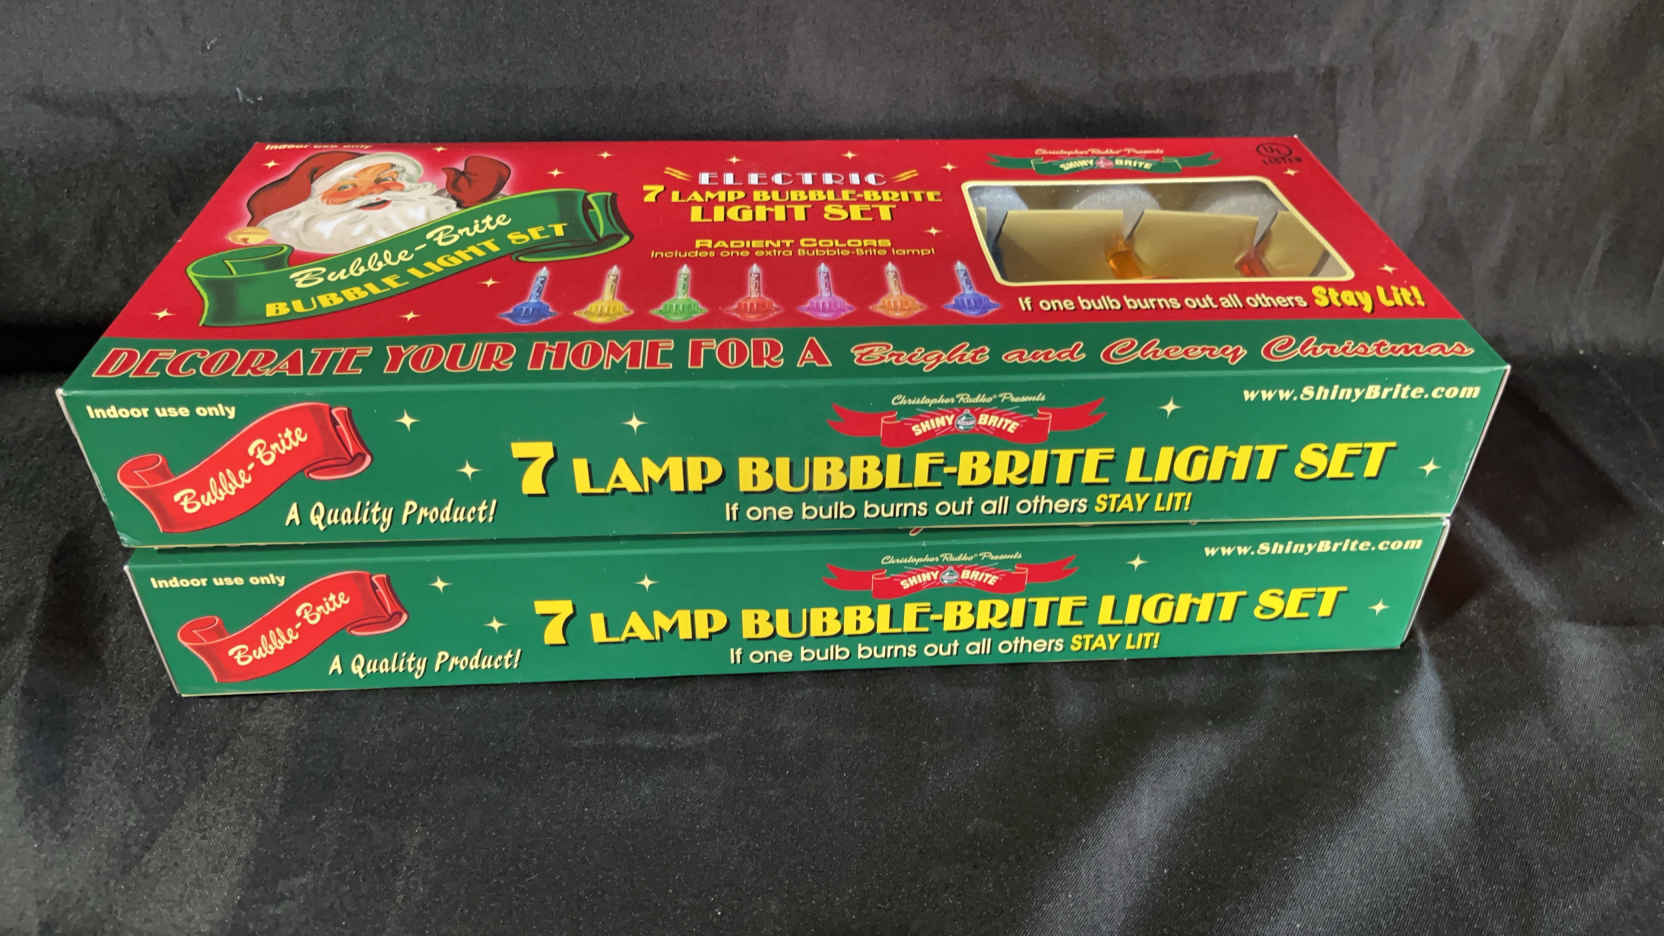 Indoor use only
Bubble-Brite
BUBBLE LIGHT SET
ELECTRIC
7 LAMP BUBBLE-BRITE
LIGHT SET
RADIENT COLORS
Includes one extra Bubble-Brite lamp!
Christopher Radko® Presents
SHINY BRITE
UL
LISTED
If one bulb burns out all others Stay Lit!
DECORATE YOUR HOME FOR A Bright and Cheery Christmas
Indoor use only
Bubble-Brite
A Quality Product!
Christopher Radko® Presents
SHINY BRITE
www.ShinyBrite.com
7 LAMP BUBBLE-BRITE LIGHT SET
If one bulb burns out all others STAY LIT!
Indoor use only
Bubble-Brite
A Quality Product!
Christopher Radko® Presents
SHINY BRITE
www.ShinyBrite.com
7 LAMP BUBBLE-BRITE LIGHT SET
If one bulb burns out all others STAY LIT!